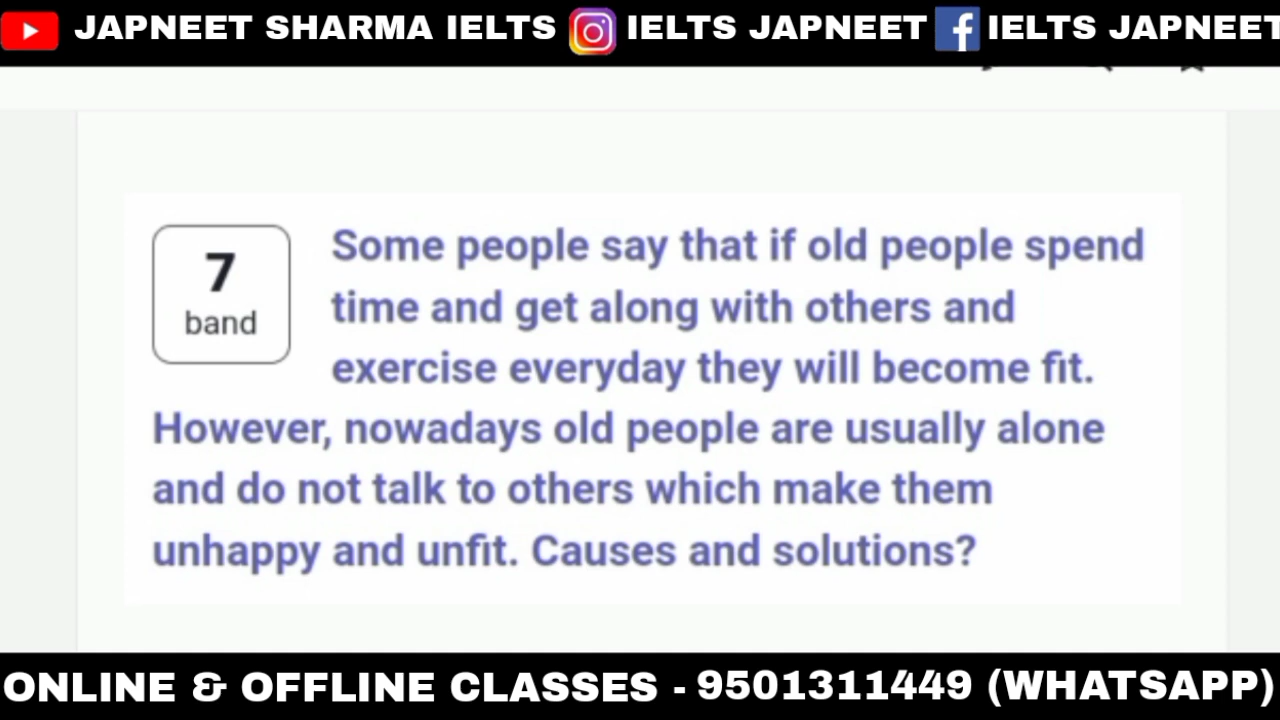 JAPNEET SHARMA IELTS IELTS JAPNEET IELTS JAPNEET
7
band
Some people say that if old people spend
time and get along with others and
exercise everyday they will become fit.
However, nowadays old people are usually alone
and do not talk to others which make them
unhappy and unfit. Causes and solutions?
ONLINE & OFFLINE CLASSES - 9501311449 (WHATSAPP)